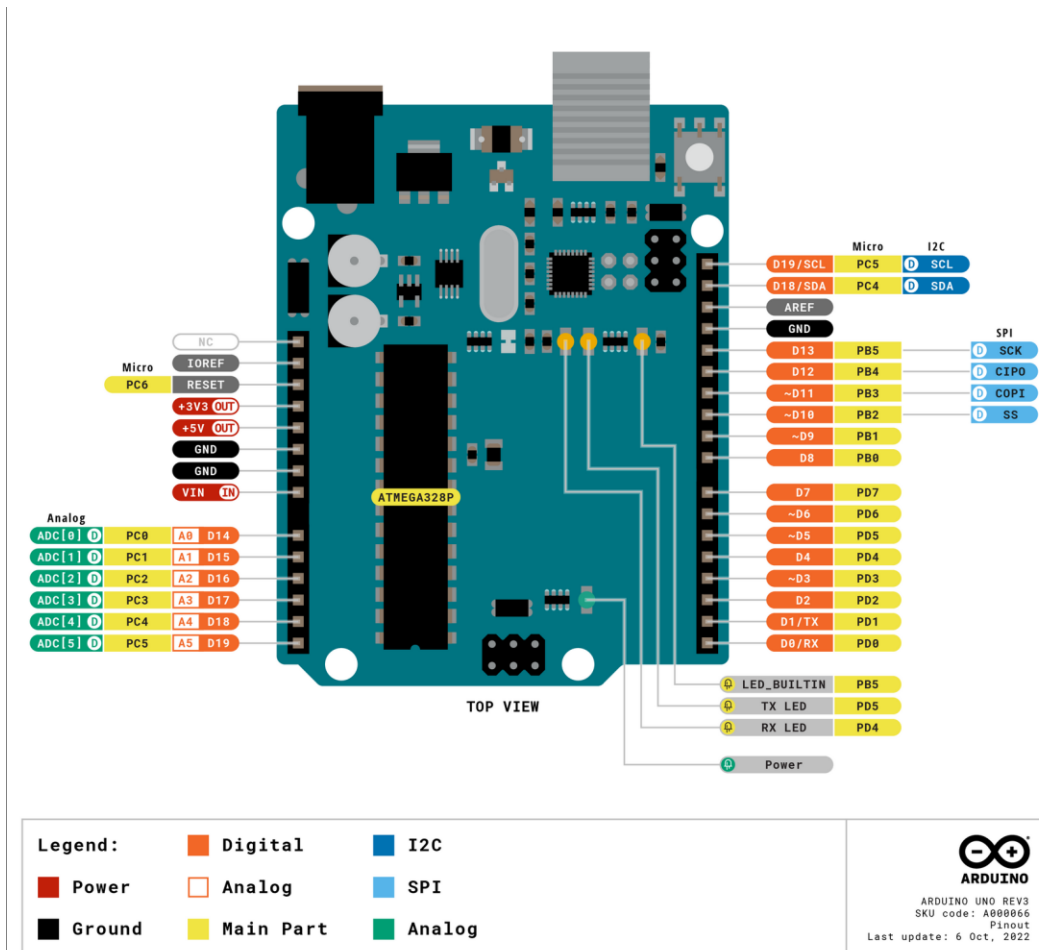 Micro I2C
D19/SCL PC5 D SCL
D18/SDA PC4 D SDA
AREF
GND
SPI
D13 PB5 D SCK
D12 PB4 D CIPO
~D11 PB3 D COPI
~D10 PB2 D SS
~D9 PB1
D8 PB0
D7 PD7
~D6 PD6
~D5 PD5
D4 PD4
~D3 PD3
D2 PD2
D1/TX PD1
D0/RX PD0
NC
IOREF
Micro
PC6 RESET
+3V3 OUT
+5V OUT
GND
GND
VIN IN
Analog
ADC[0] D PC0 A0 D14
ADC[1] D PC1 A1 D15
ADC[2] D PC2 A2 D16
ADC[3] D PC3 A3 D17
ADC[4] D PC4 A4 D18
ADC[5] D PC5 A5 D19
ATMEGA328P
LED_BUILTIN PB5
TX LED PD5
RX LED PD4
Power
TOP VIEW
Legend:
Digital
I2C
Power
Analog
SPI
Ground
Main Part
Analog
ARDUINO
ARDUINO UNO REV3
SKU code: A000066
Pinout
Last update: 6 Oct, 2022